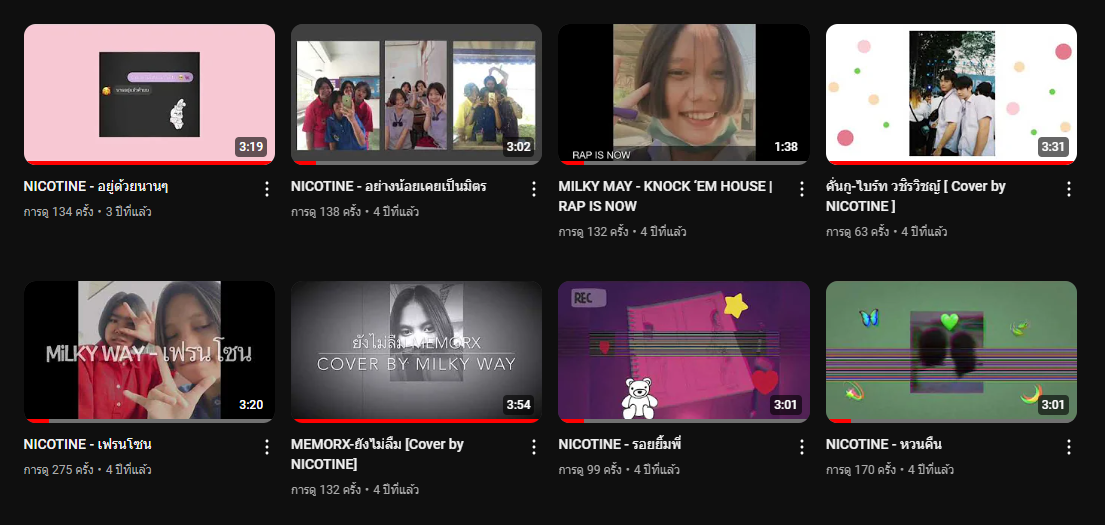 3:19
NICOTINE - อยู่ด้วยนานๆ
การดู 134 ครั้ง • 3 ปีที่แล้ว
3:02
NICOTINE - อย่างน้อยเคยเป็นมิตร
การดู 138 ครั้ง • 4 ปีที่แล้ว
RAP IS NOW
1:38
MILKY MAY - KNOCK ‘EM HOUSE |
RAP IS NOW
การดู 132 ครั้ง • 4 ปีที่แล้ว
3:31
คั่นกู-ไบร์ท วชิรวิชญ์ [ Cover by
NICOTINE ]
การดู 63 ครั้ง • 4 ปีที่แล้ว
MiLKY WAY - เฟรนโซน
3:20
NICOTINE - เฟรนโซน
การดู 275 ครั้ง • 4 ปีที่แล้ว
ยังไม่ลืม MEMORX
COVER BY MILKY WAY
3:54
MEMORX-ยังไม่ลืม [Cover by
NICOTINE]
การดู 132 ครั้ง • 4 ปีที่แล้ว
REC
3:01
NICOTINE - รอยยิ้มพี่
การดู 99 ครั้ง • 4 ปีที่แล้ว
3:01
NICOTINE - หวนคืน
การดู 170 ครั้ง • 4 ปีที่แล้ว